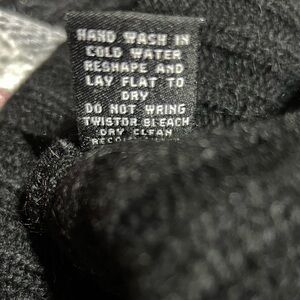 HAND WASH IN
COLD WATER
RESHAPE AND
LAY FLAT TO
DRY
DO NOT WRING
TWISTOR BLEACH
DRY CLEAN